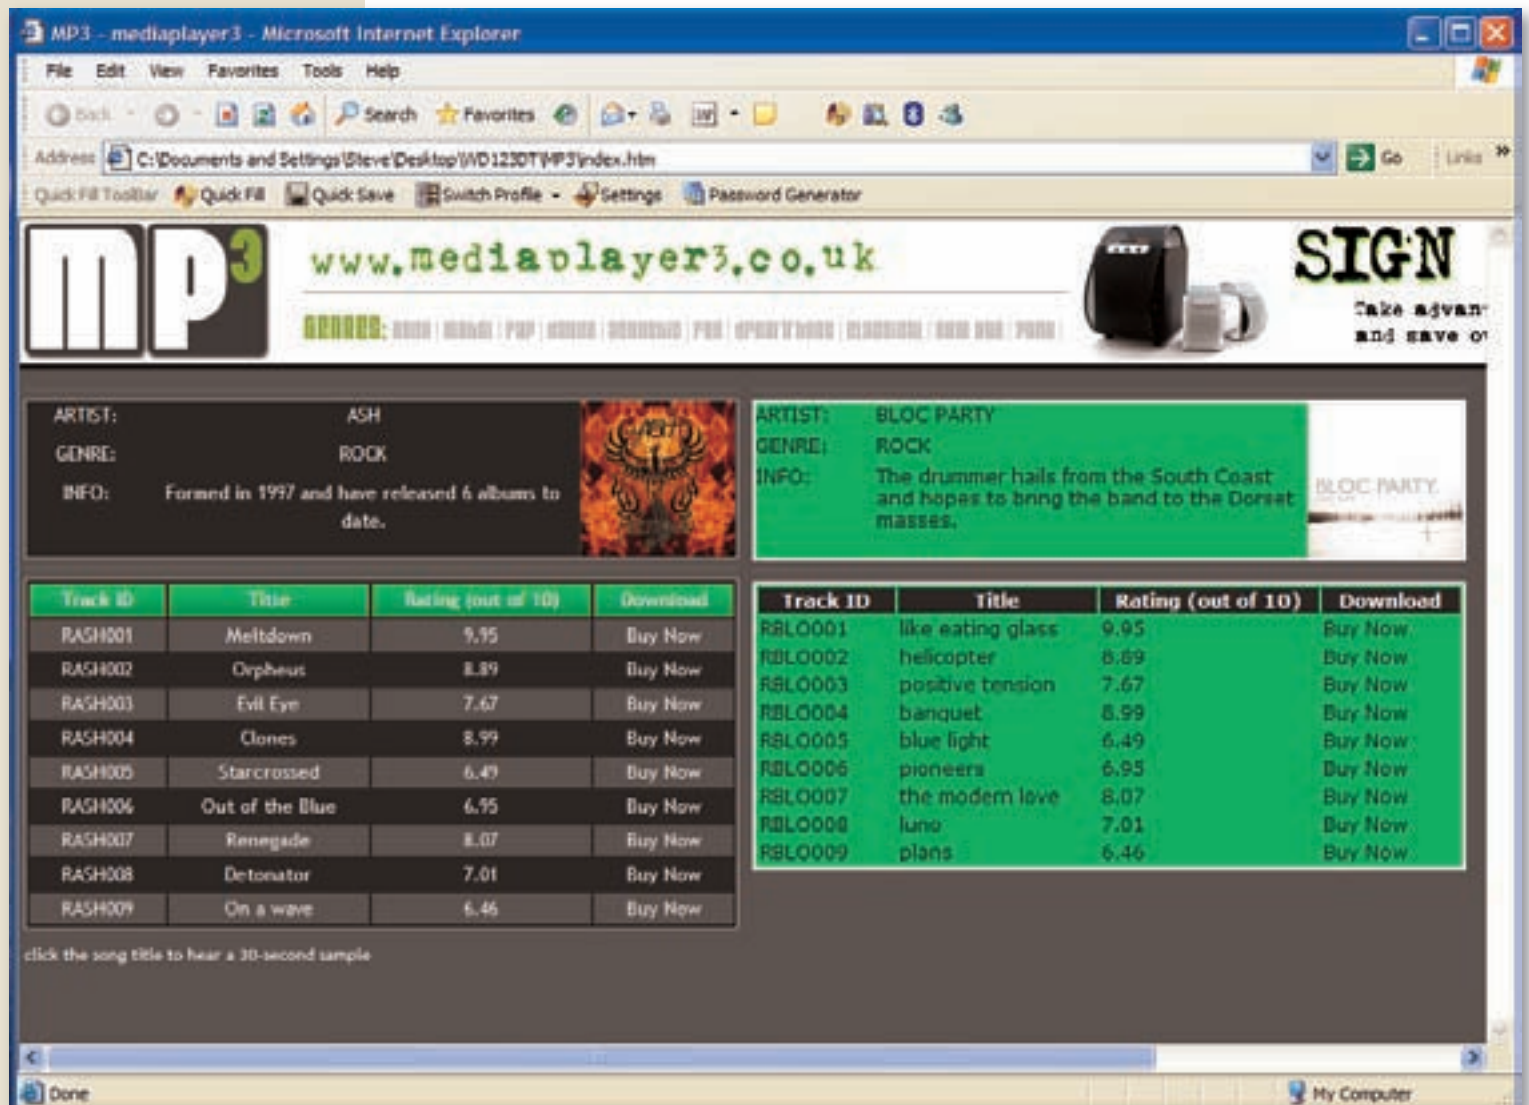 MP3 - mediaplayer3 - Microsoft Internet Explorer
File Edit View Favorites Tools Help
Back Search Favorites
Address C:\Documents and Settings\Steve\Desktop\WD123DT\MP3\index.htm Go Links »
Quick Fill Toolbar Quick Fill Quick Save Switch Profile Settings Password Generator
MP3
www.mediaplayer3.co.uk
GENRES:
SIGN
Take advan
and save ov
ARTIST: ASH
GENRE: ROCK
INFO: Formed in 1997 and have released 6 albums to
date.
ASH
ARTIST: BLOC PARTY
GENRE: ROCK
INFO: The drummer hails from the South Coast
and hopes to bring the band to the Dorset
masses.
BLOC PARTY.
Track ID Title Rating (out of 10) Download
RASH001 Meltdown 9.95 Buy Now
RASH002 Orpheus 8.89 Buy Now
RASH003 Evil Eye 7.67 Buy Now
RASH004 Clones 8.99 Buy Now
RASH005 Starcrossed 6.49 Buy Now
RASH006 Out of the Blue 6.95 Buy Now
RASH007 Renegade 8.07 Buy Now
RASH008 Detonator 7.01 Buy Now
RASH009 On a wave 6.46 Buy Now
click the song title to hear a 30-second sample
Track ID Title Rating (out of 10) Download
RBLO001 like eating glass 9.95 Buy Now
RBLO002 helicopter 8.89 Buy Now
RBLO003 positive tension 7.67 Buy Now
RBLO004 banquet 8.99 Buy Now
RBLO005 blue light 6.49 Buy Now
RBLO006 pioneers 6.95 Buy Now
RBLO007 the modern love 8.07 Buy Now
RBLO008 luno 7.01 Buy Now
RBLO009 plans 6.46 Buy Now
Done My Computer